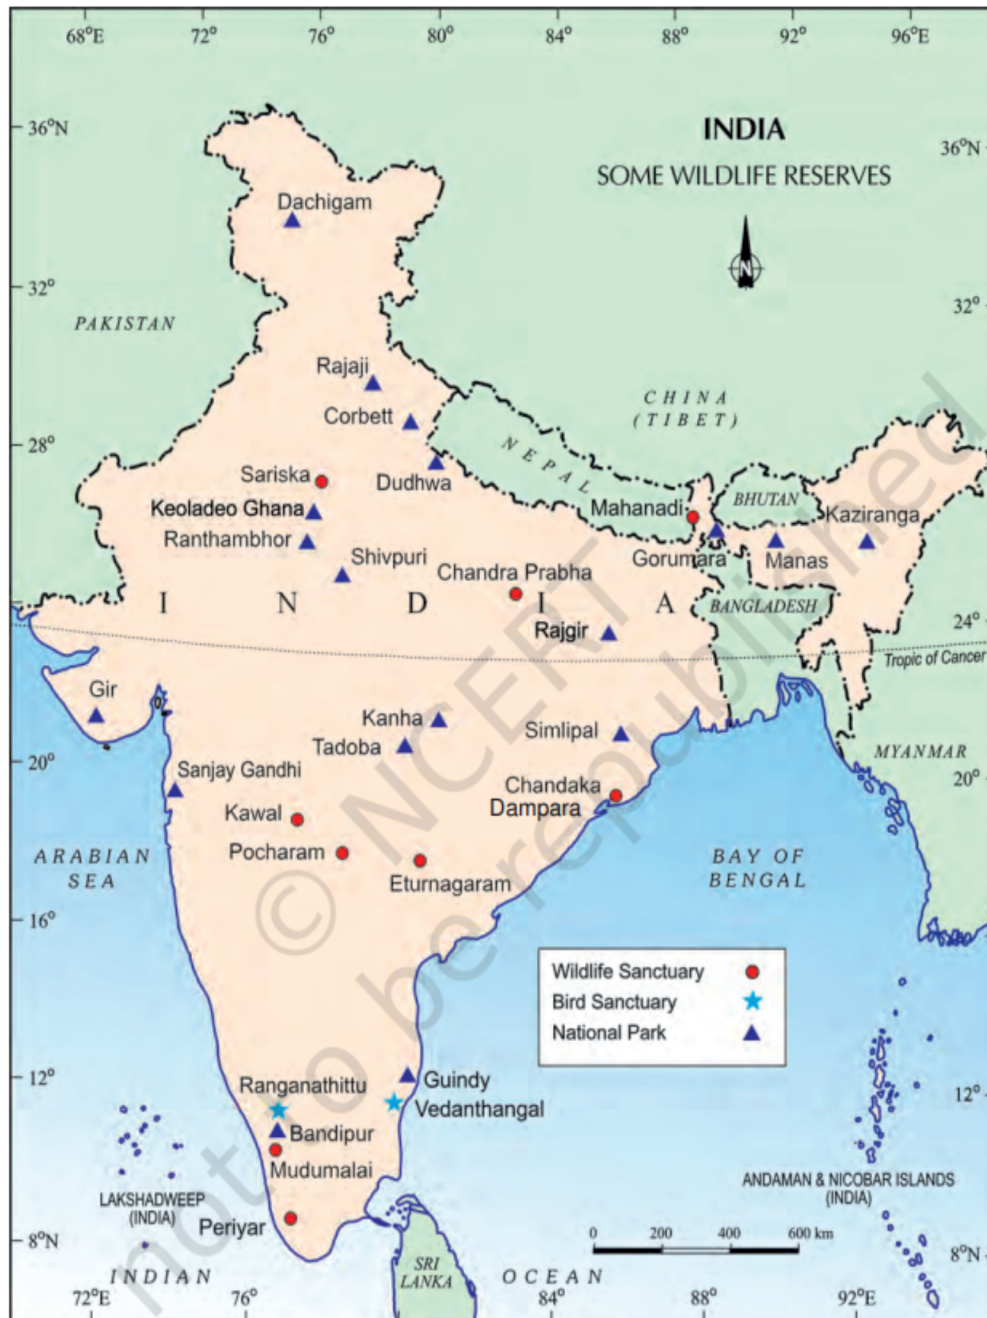 68°E 72° 76° 80° 84° 88° 92° 96°E
INDIA
SOME WILDLIFE RESERVES
36°N
36°N
Dachigam
N
32°
32°
PAKISTAN
Rajaji
Corbett
CHINA
(TIBET)
28°
NEPAL
Sariska
Dudhwa
Mahanadi
BHUTAN
Kaziranga
Keoladeo Ghana
Ranthambhor
Shivpuri
Gorumara
Manas
Chandra Prabha
I N D I A
BANGLADESH
24°
Rajgir
Tropic of Cancer
Gir
Kanha
Tadoba
Simlipal
MYANMAR
20°
20°
Sanjay Gandhi
Chandaka
Dampara
Kawal
Pocharam
Eturnagaram
ARABIAN
SEA
BAY OF
BENGAL
16°
Wildlife Sanctuary
Bird Sanctuary
National Park
12°
12°
Ranganathittu
Guindy
Vedanthangal
Bandipur
Mudumalai
LAKSHADWEEP
(INDIA)
ANDAMAN & NICOBAR ISLANDS
(INDIA)
Periyar
0 200 400 600 km
8°N
8°N
INDIAN OCEAN
SRI
LANKA
72°E 76° 84° 88° 92°E
© NCERT
not to be republished